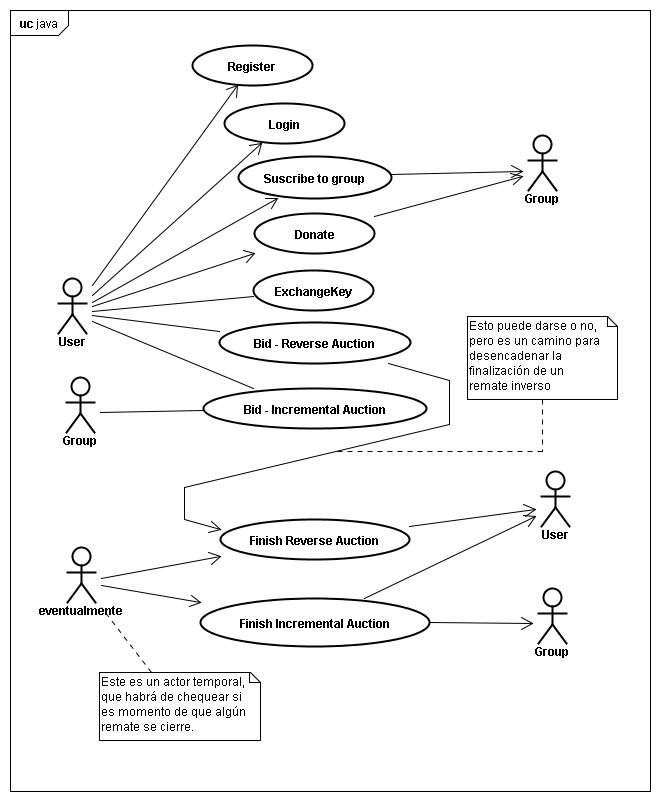 uc java
Register
Login
Suscribe to group
Group
Donate
ExchangeKey
User
Bid - Reverse Auction
Esto puede darse o no,
pero es un camino para
desencadenar la
finalización de un
remate inverso
Bid - Incremental Auction
Group
Finish Reverse Auction
User
eventualmente
Finish Incremental Auction
Group
Este es un actor temporal,
que habrá de chequear si
es momento de que algún
remate se cierre.